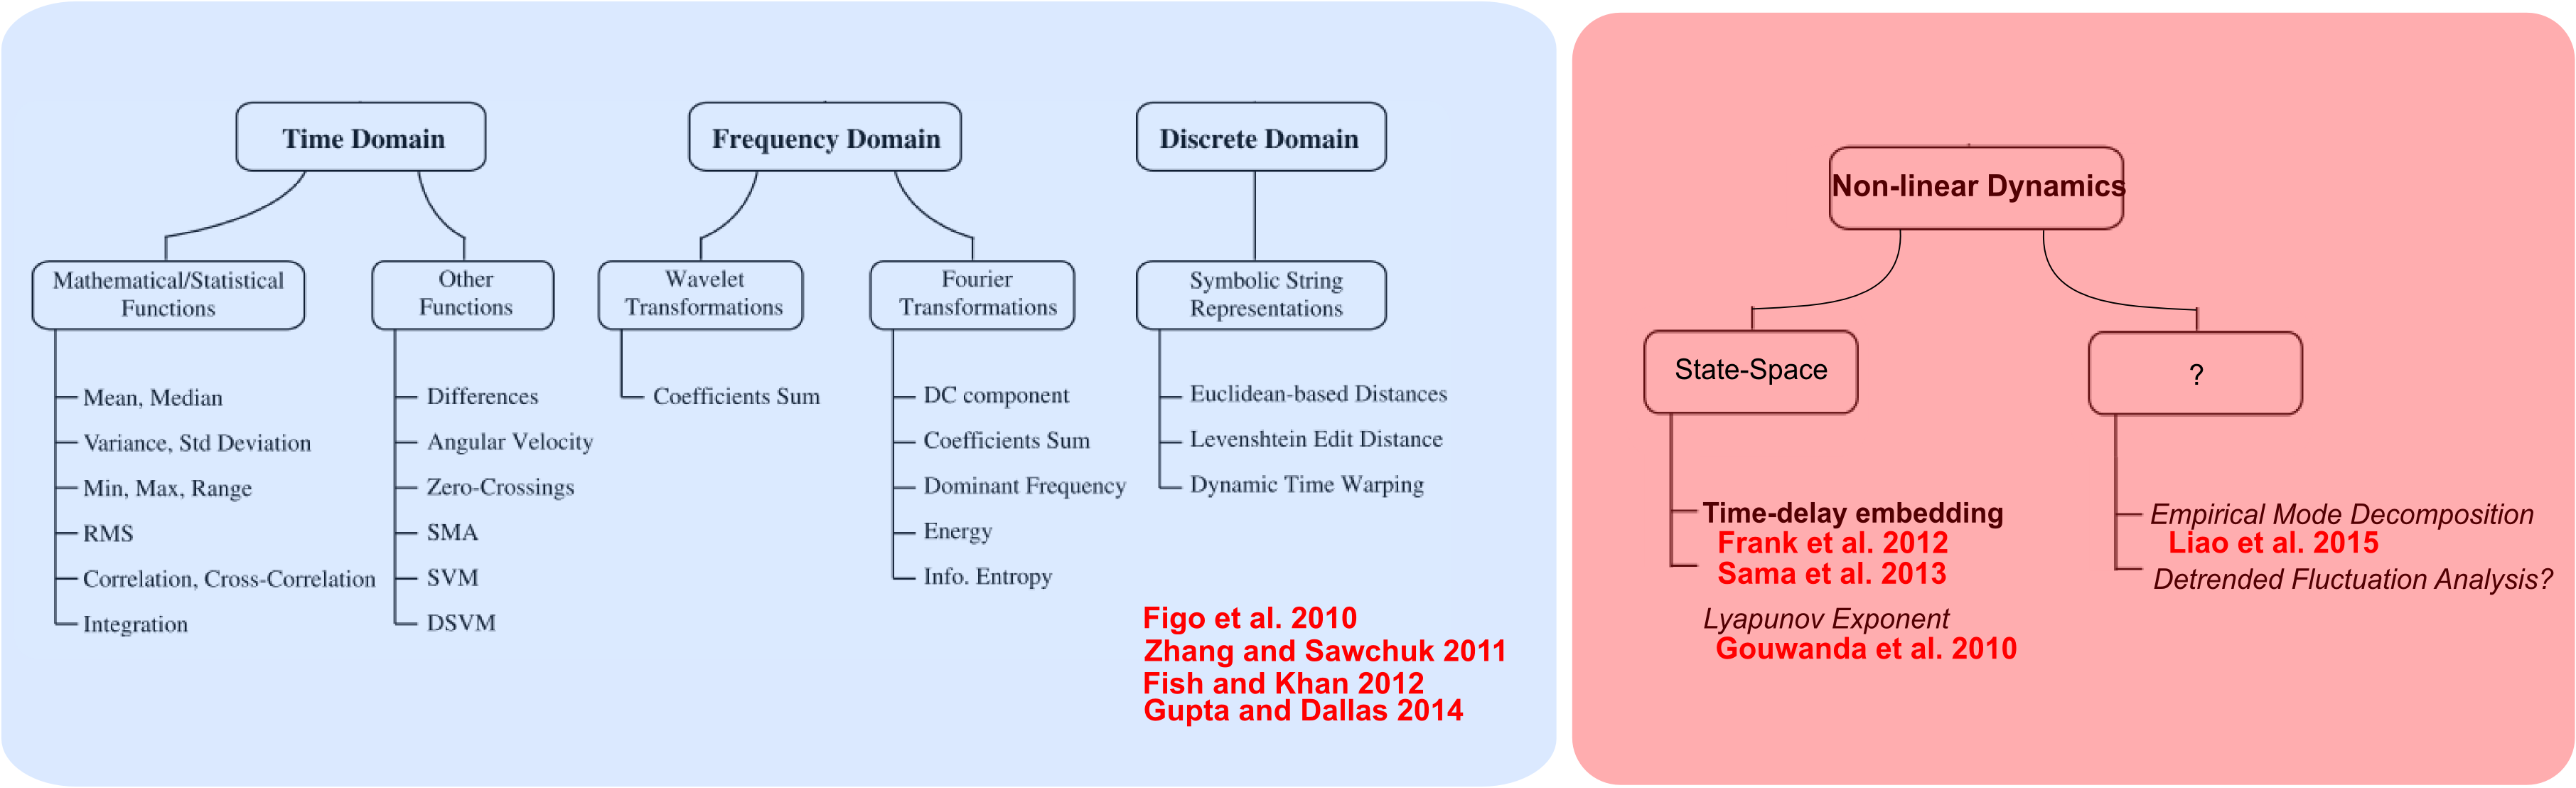 Time Domain
Mathematical/Statistical
Functions
Mean, Median
Variance, Std Deviation
Min, Max, Range
RMS
Correlation, Cross-Correlation
Integration
Other
Functions
Differences
Angular Velocity
Zero-Crossings
SMA
SVM
DSVM
Frequency Domain
Wavelet
Transformations
Coefficients Sum
Fourier
Transformations
DC component
Coefficients Sum
Dominant Frequency
Energy
Info. Entropy
Discrete Domain
Symbolic String
Representations
Euclidean-based Distances
Levenshtein Edit Distance
Dynamic Time Warping
Figo et al. 2010
Zhang and Sawchuk 2011
Fish and Khan 2012
Gupta and Dallas 2014
Non-linear Dynamics
State-Space
Time-delay embedding
Frank et al. 2012
Sama et al. 2013
Lyapunov Exponent
Gouwanda et al. 2010
?
Empirical Mode Decomposition
Liao et al. 2015
Detrended Fluctuation Analysis?